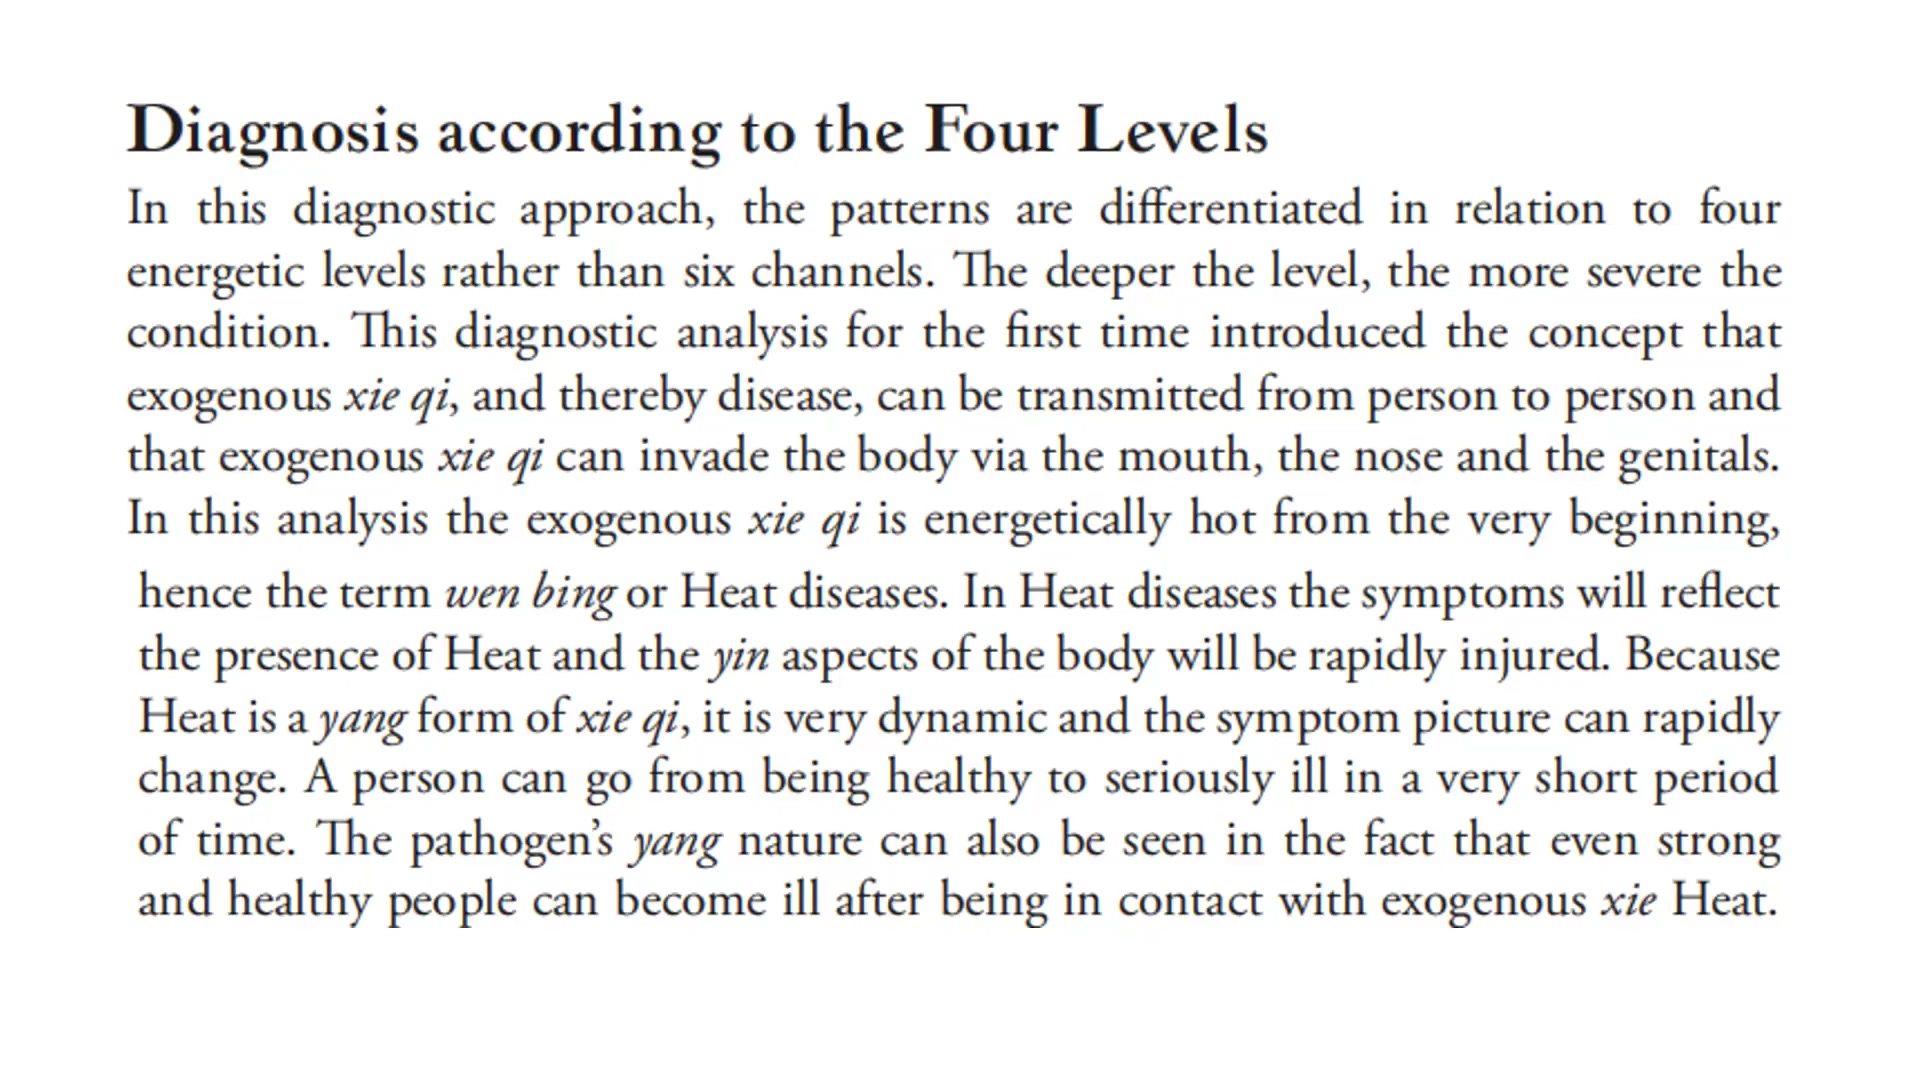 Diagnosis according to the Four Levels
In this diagnostic approach, the patterns are differentiated in relation to four
energetic levels rather than six channels. The deeper the level, the more severe the
condition. This diagnostic analysis for the first time introduced the concept that
exogenous xie qi, and thereby disease, can be transmitted from person to person and
that exogenous xie qi can invade the body via the mouth, the nose and the genitals.
In this analysis the exogenous xie qi is energetically hot from the very beginning,
hence the term wen bing or Heat diseases. In Heat diseases the symptoms will reflect
the presence of Heat and the yin aspects of the body will be rapidly injured. Because
Heat is a yang form of xie qi, it is very dynamic and the symptom picture can rapidly
change. A person can go from being healthy to seriously ill in a very short period
of time. The pathogen’s yang nature can also be seen in the fact that even strong
and healthy people can become ill after being in contact with exogenous xie Heat.